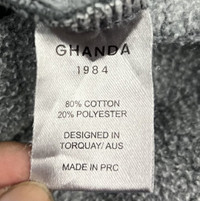 GHANDA
1984
80% COTTON
20% POLYESTER
DESIGNED IN
TORQUAY/ AUS
MADE IN PRC